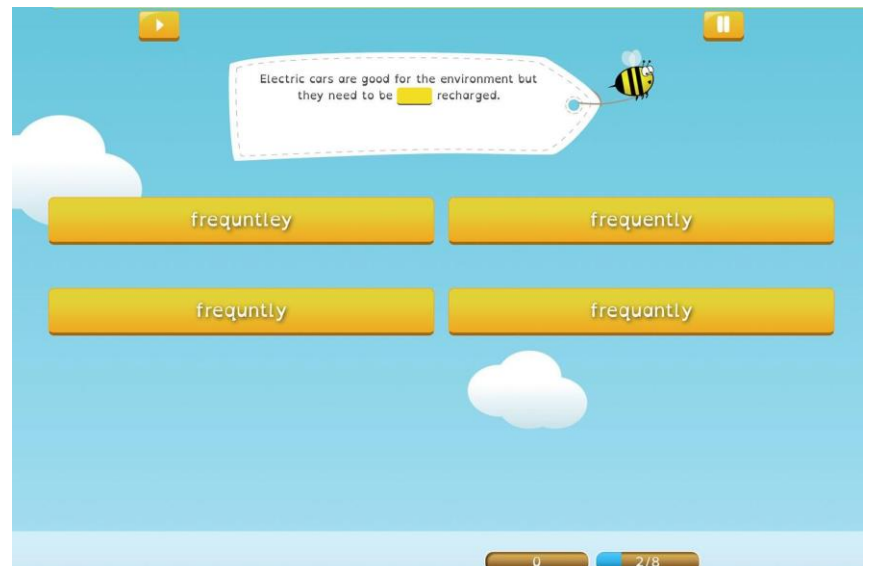 Electric cars are good for the environment but
they need to be recharged.
frequntley
frequently
frequntly
frequantly
0
2/8